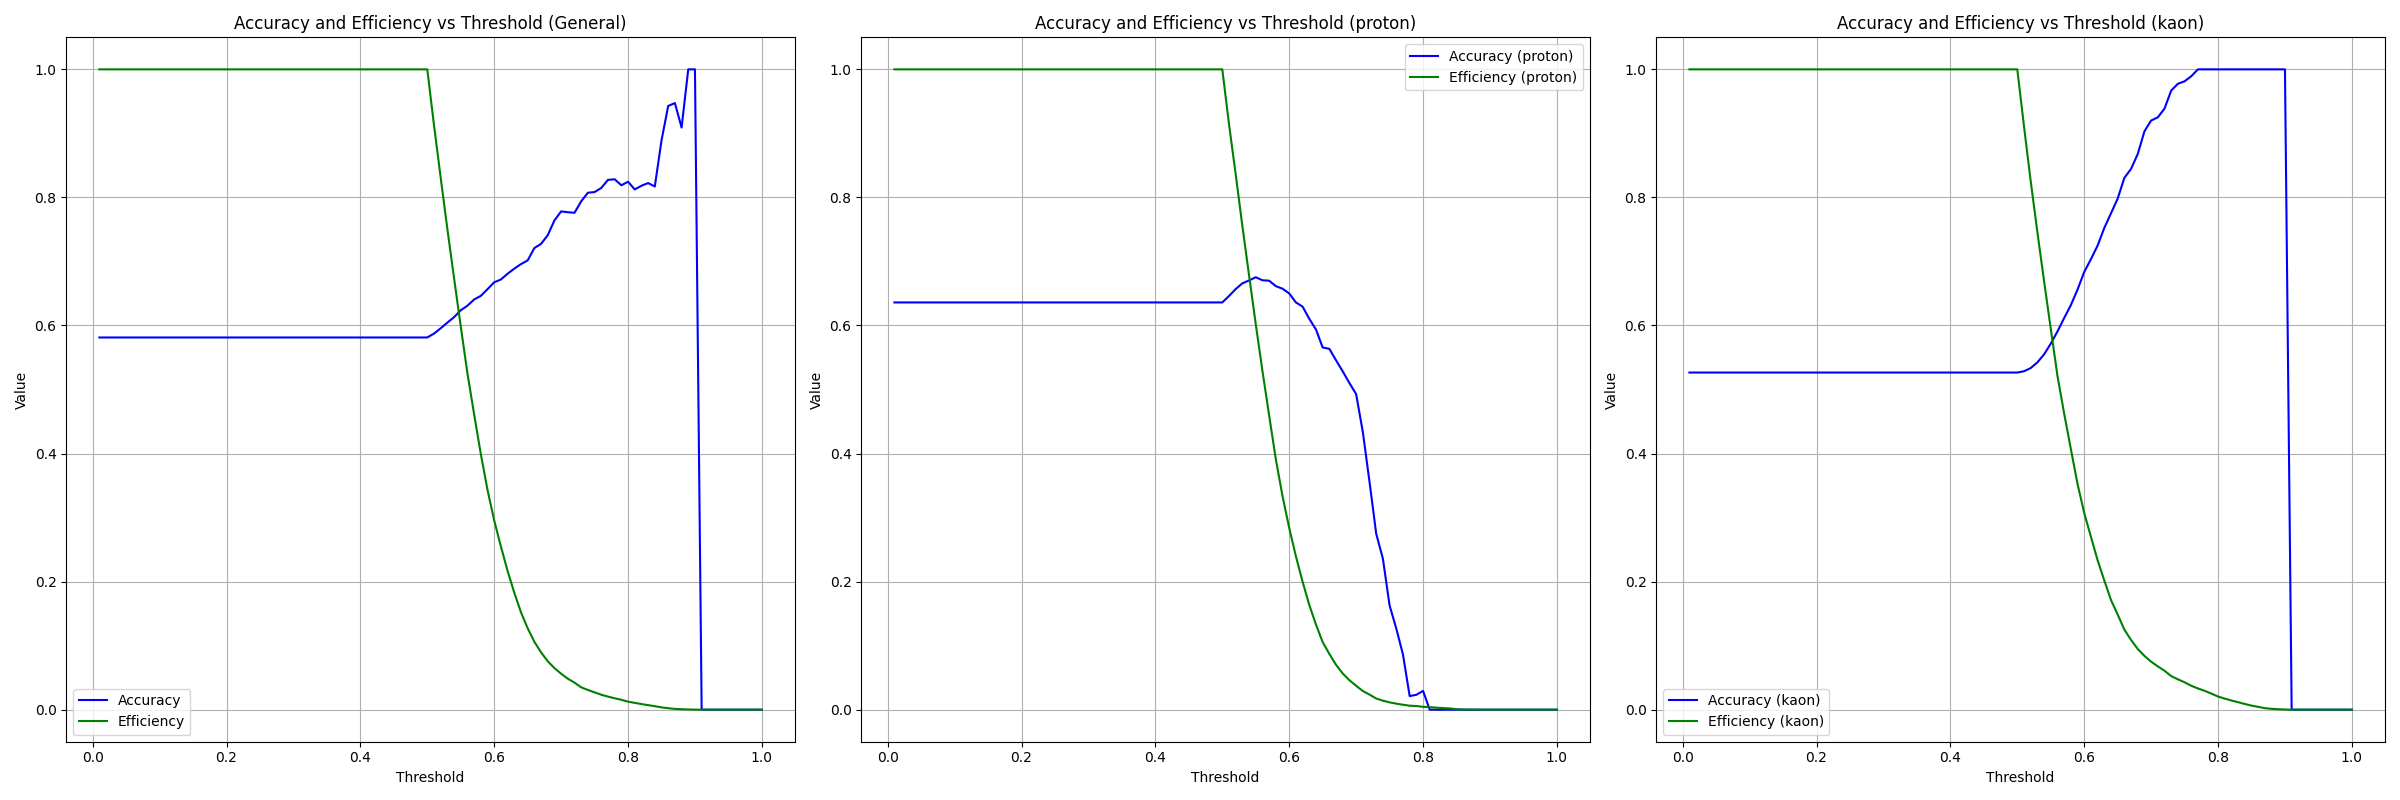 Accuracy and Efficiency vs Threshold (General)
1.0
0.8
0.6
0.4
0.2
0.0
Value
Accuracy
Efficiency
0.0 0.2 0.4 0.6 0.8 1.0
Threshold
Accuracy and Efficiency vs Threshold (proton)
Accuracy (proton)
Efficiency (proton)
1.0
0.8
0.6
0.4
0.2
0.0
Value
0.0 0.2 0.4 0.6 0.8 1.0
Threshold
Accuracy and Efficiency vs Threshold (kaon)
1.0
0.8
0.6
0.4
0.2
0.0
Value
Accuracy (kaon)
Efficiency (kaon)
0.0 0.2 0.4 0.6 0.8 1.0
Threshold